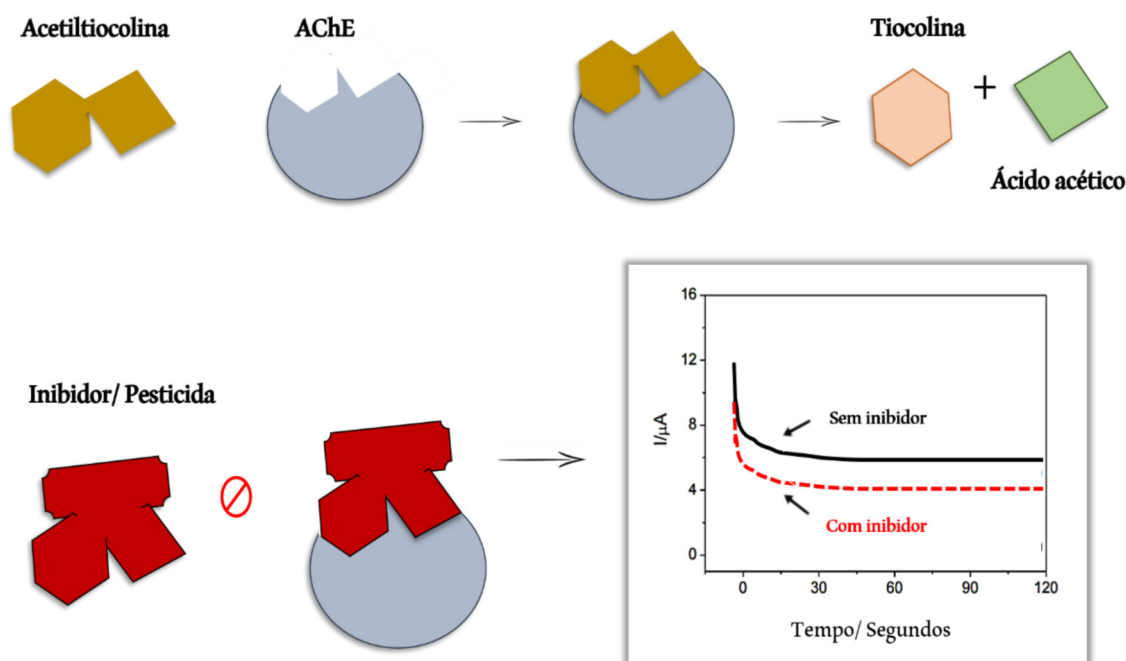 Acetiltiocolina
AChE
Tiocolina
+
Ácido acético
Inibidor/ Pesticida
16
12
8
4
0
I/µA
Sem inibidor
Com inibidor
0
30
60
90
120
Tempo/ Segundos